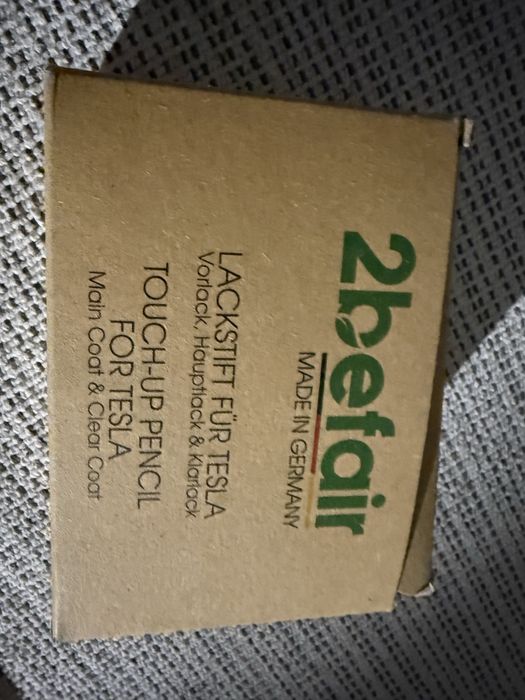 2befair
MADE IN GERMANY
LACKSTIFT FÜR TESLA
Vorlack, Hauptlack & Klarlack
TOUCH-UP PENCIL
FOR TESLA
Main Coat & Clear Coat